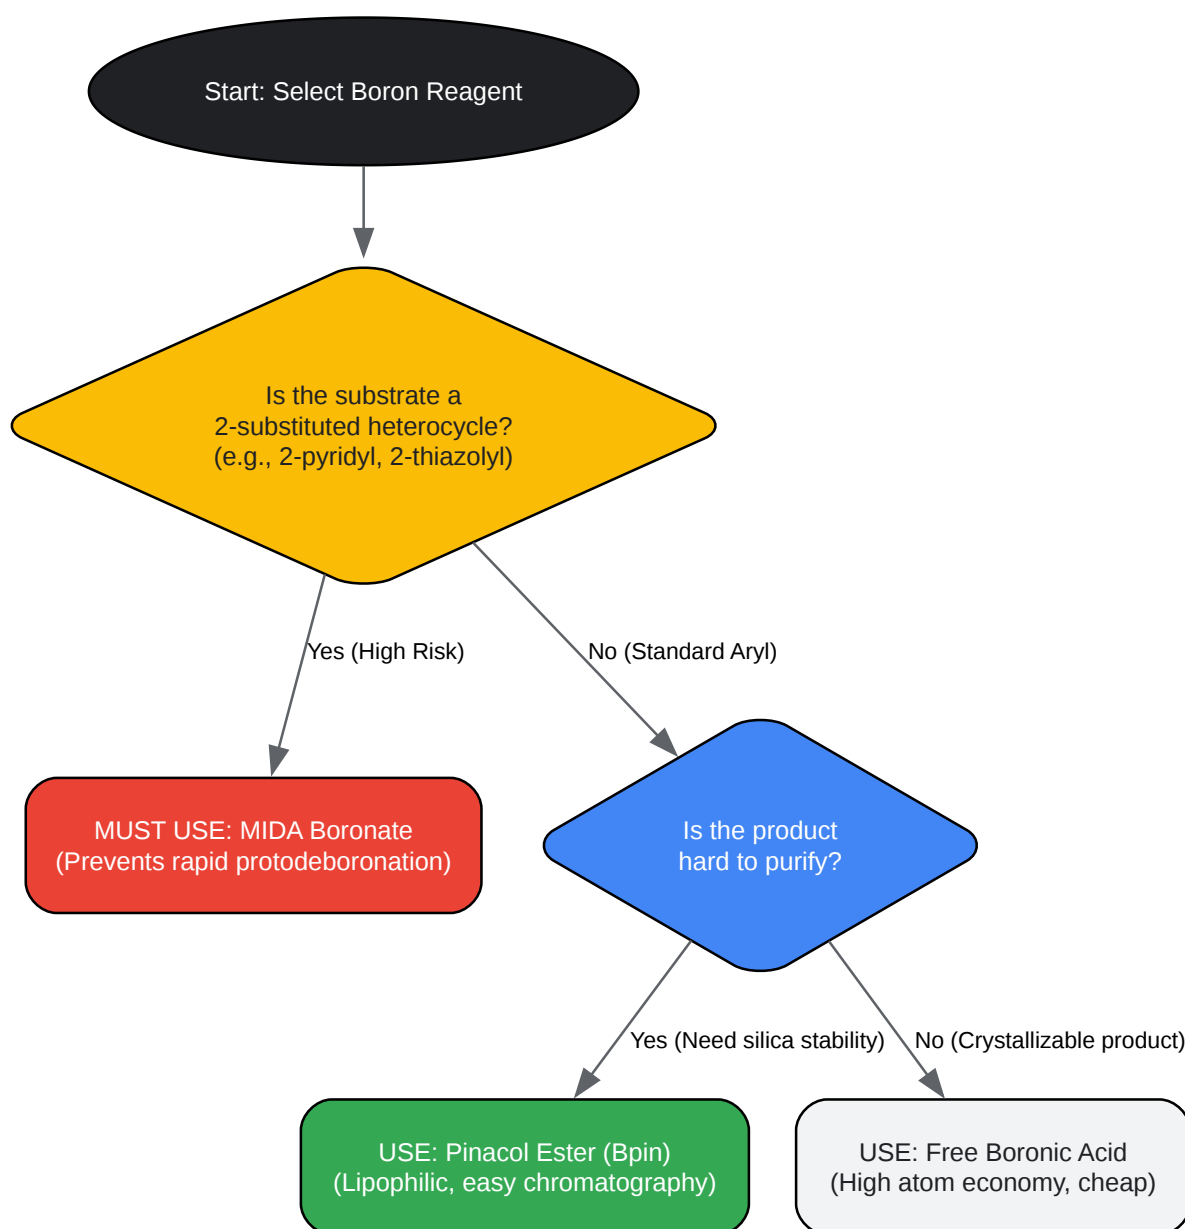 Start: Select Boron Reagent
Is the substrate a
2-substituted heterocycle?
(e.g., 2-pyridyl, 2-thiazolyl)
Yes (High Risk)
No (Standard Aryl)
MUST USE: MIDA Boronate
(Prevents rapid protodeboronation)
Is the product
hard to purify?
Yes (Need silica stability)
No (Crystallizable product)
USE: Pinacol Ester (Bpin)
(Lipophilic, easy chromatography)
USE: Free Boronic Acid
(High atom economy, cheap)